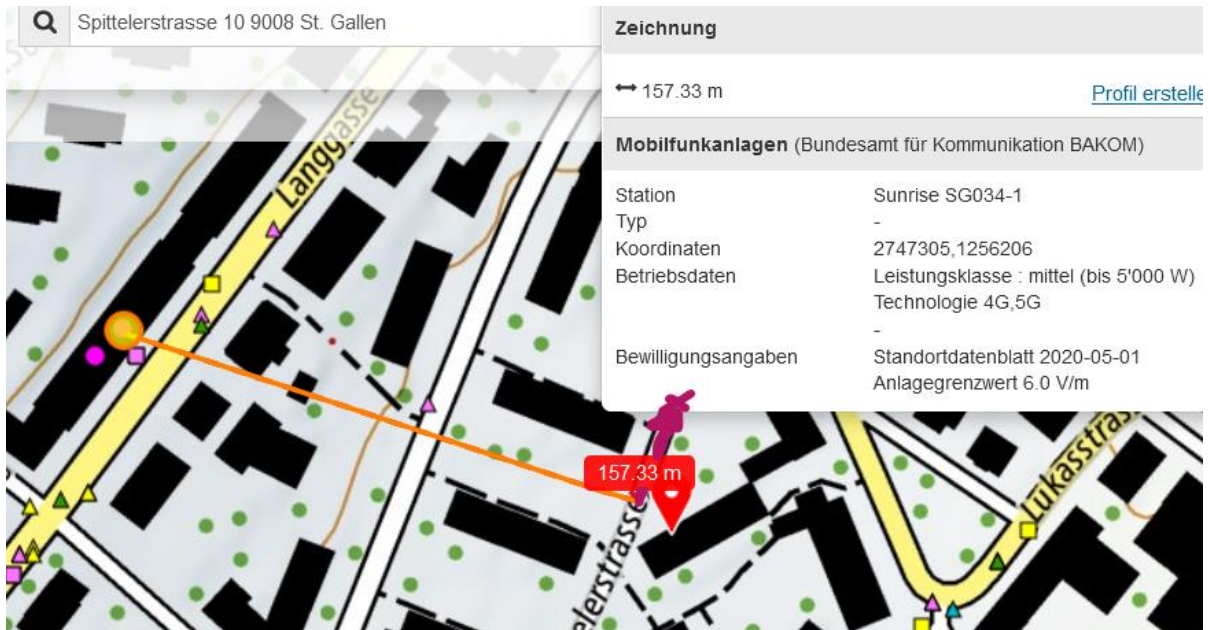 Spittelerstrasse 10 9008 St. Gallen
Zeichnung
157.33 m
Profil erstelle
Mobilfunkanlagen (Bundesamt für Kommunikation BAKOM)
Station Sunrise SG034-1
Typ -
Koordinaten 2747305,1256206
Betriebsdaten Leistungsklasse : mittel (bis 5'000 W)
Technologie 4G,5G
-
Bewilligungsangaben Standortdatenblatt 2020-05-01
Anlagegrenzwert 6.0 V/m
Langgasse
157.33 m
elerstrasse
Lukasstras